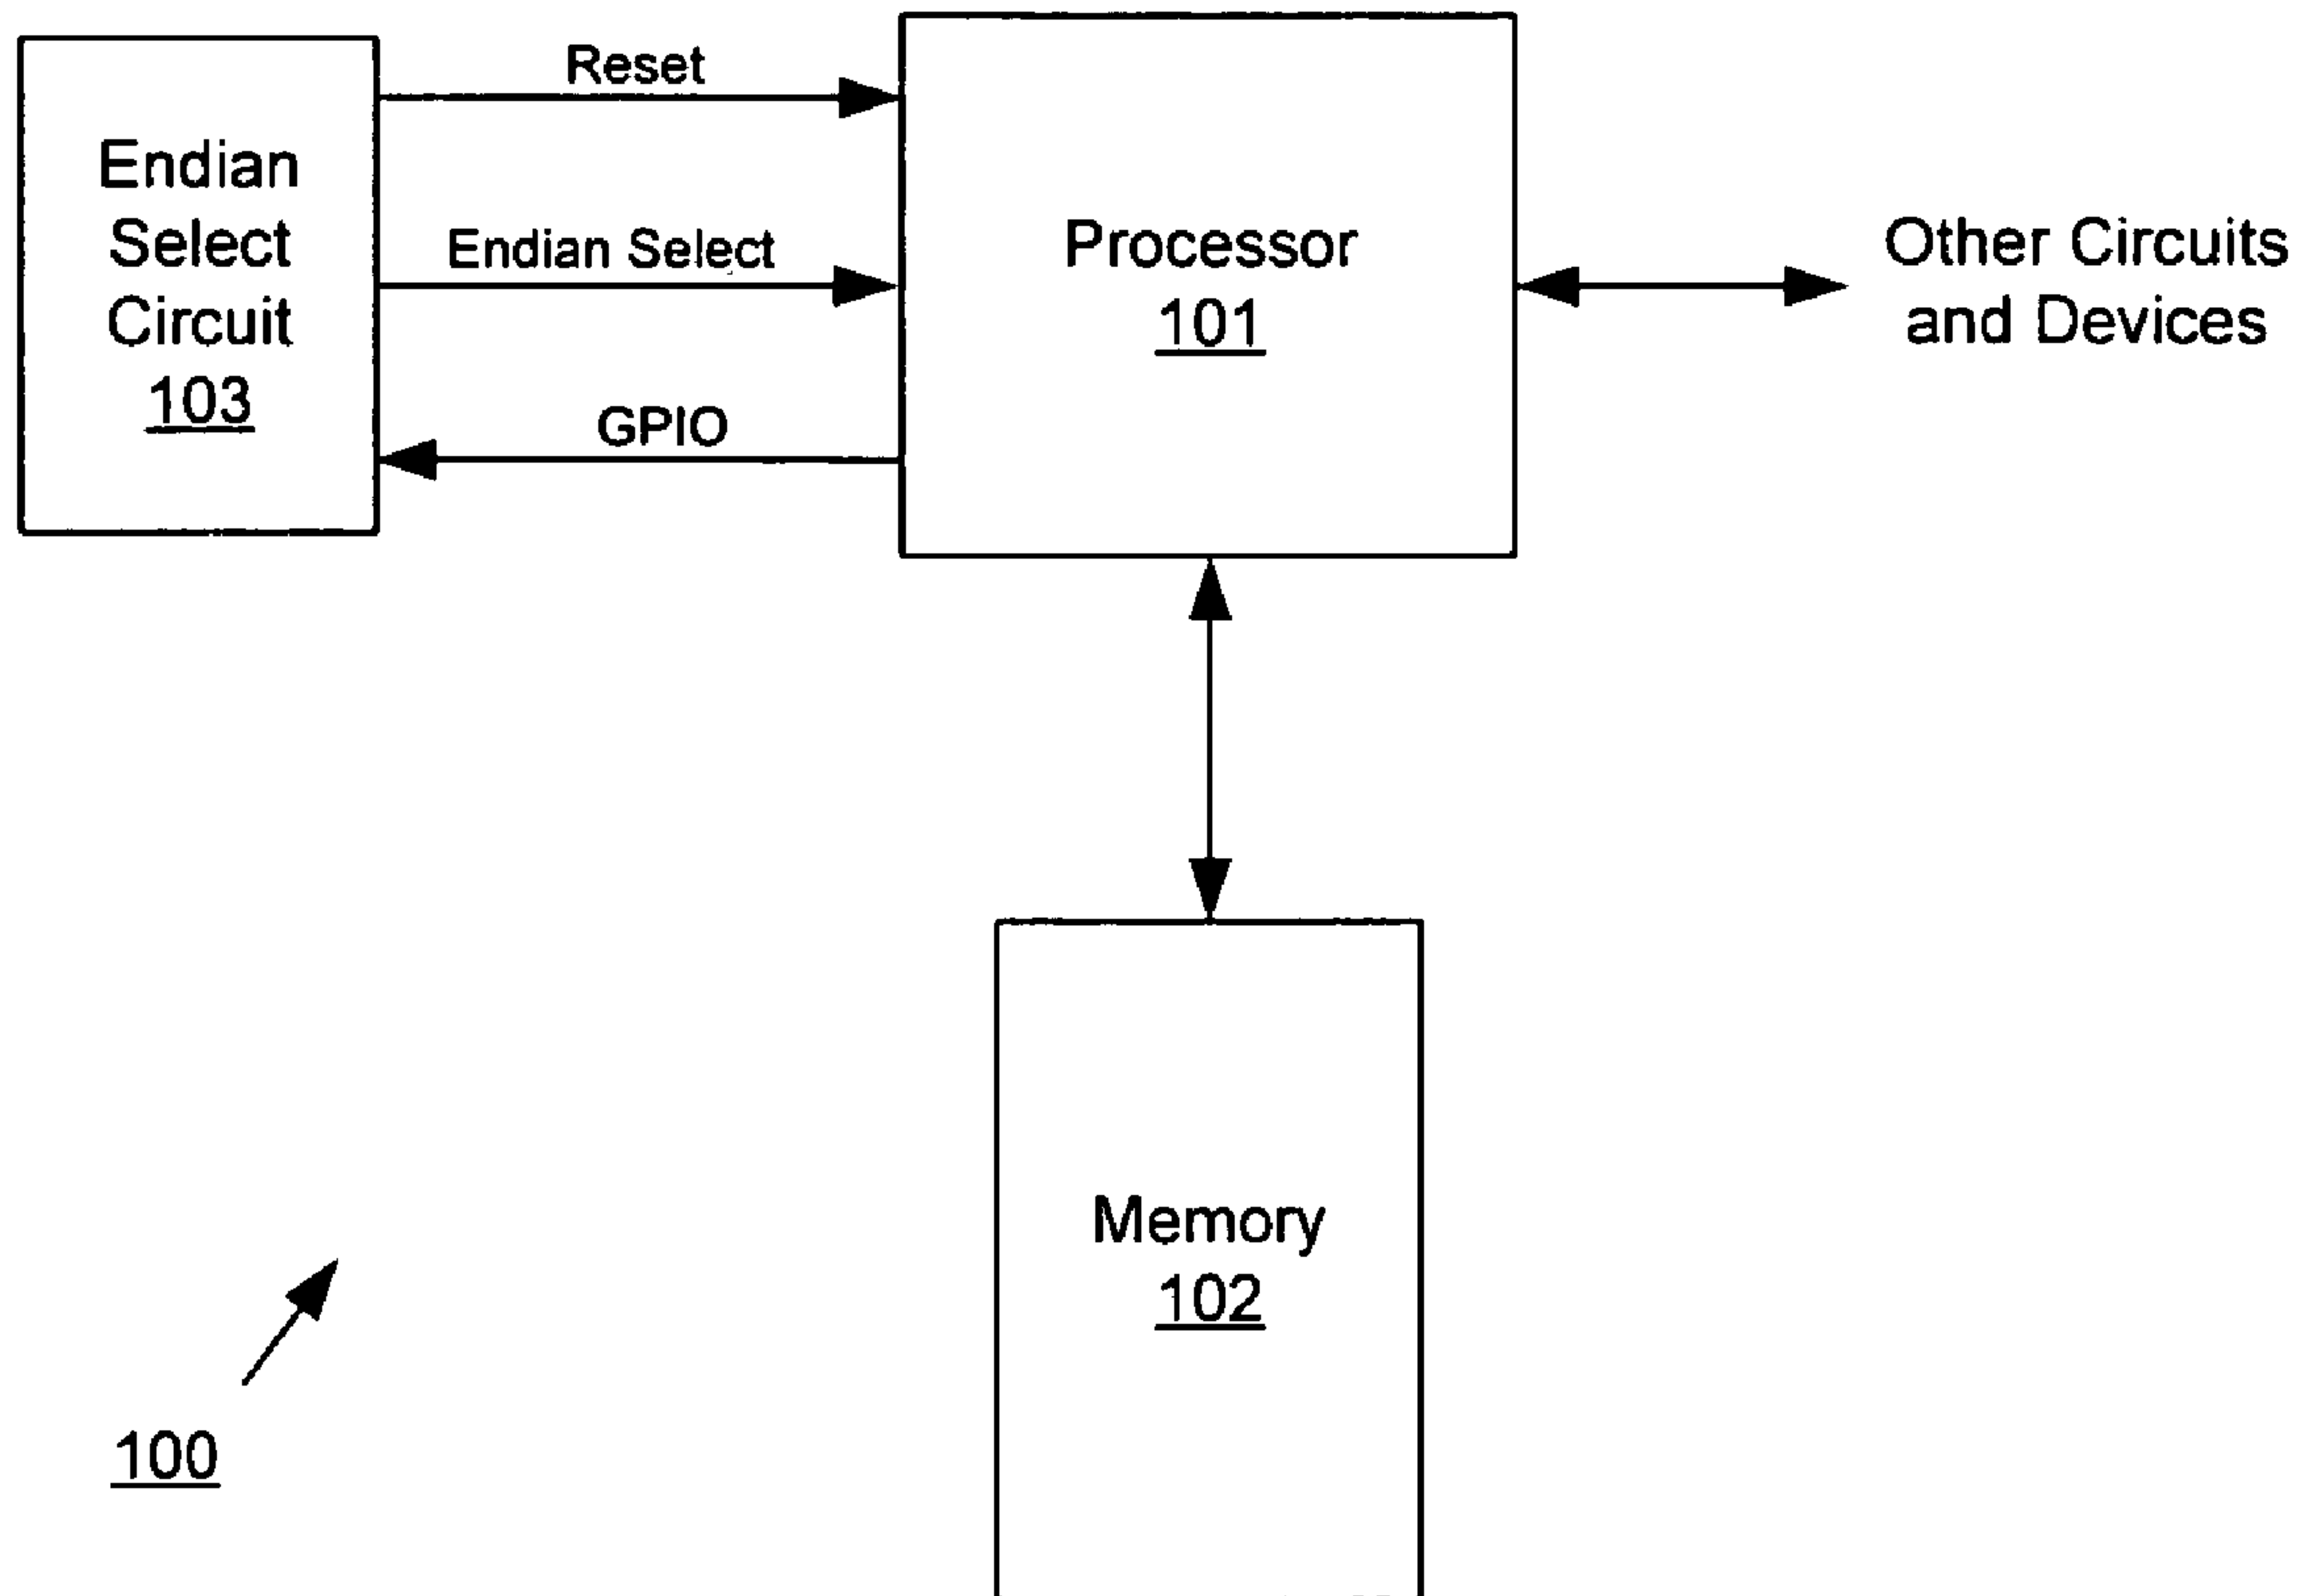 Reset
Endian
Select
Circuit
103
Endian Select
GPIO
Processor
101
Other Circuits
and Devices
Memory
102
100